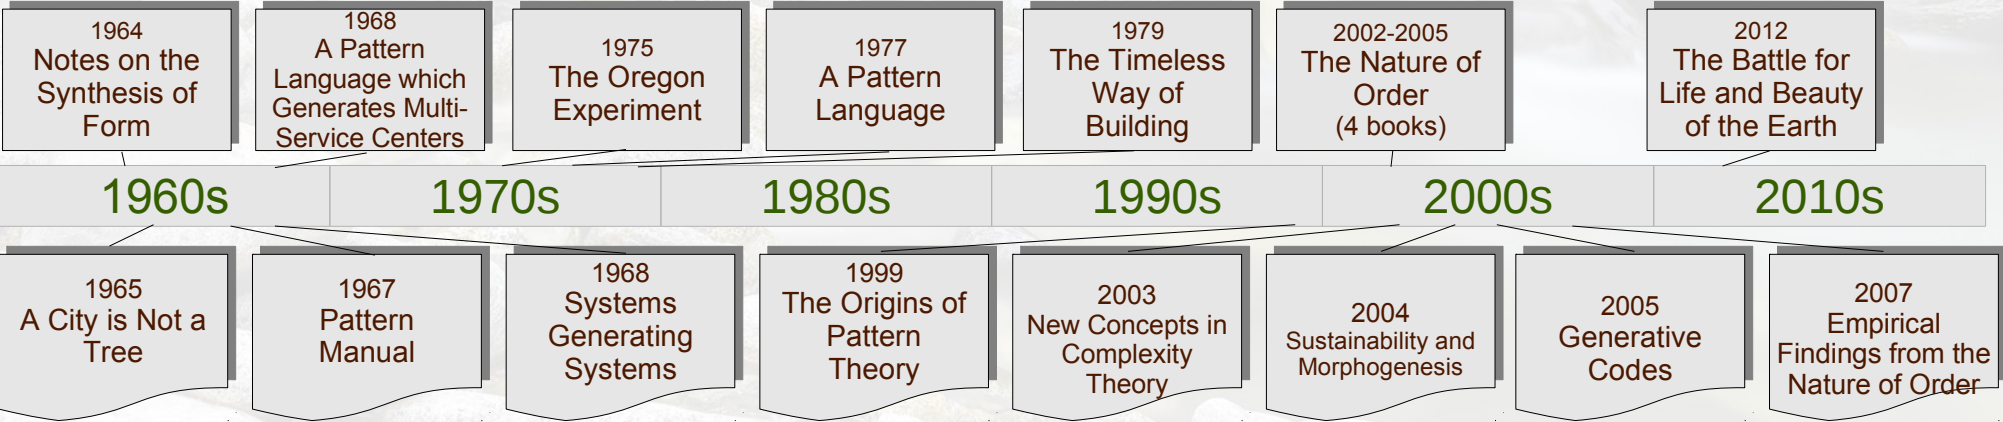 1964
Notes on the
Synthesis of
Form
1968
A Pattern
Language which
Generates Multi-
Service Centers
1975
The Oregon
Experiment
1977
A Pattern
Language
1979
The Timeless
Way of
Building
2002-2005
The Nature of
Order
(4 books)
2012
The Battle for
Life and Beauty
of the Earth
1960s
1970s
1980s
1990s
2000s
2010s
1965
A City is Not a
Tree
1967
Pattern
Manual
1968
Systems
Generating
Systems
1999
The Origins of
Pattern
Theory
2003
New Concepts in
Complexity
Theory
2004
Sustainability and
Morphogenesis
2005
Generative
Codes
2007
Empirical
Findings from the
Nature of Order